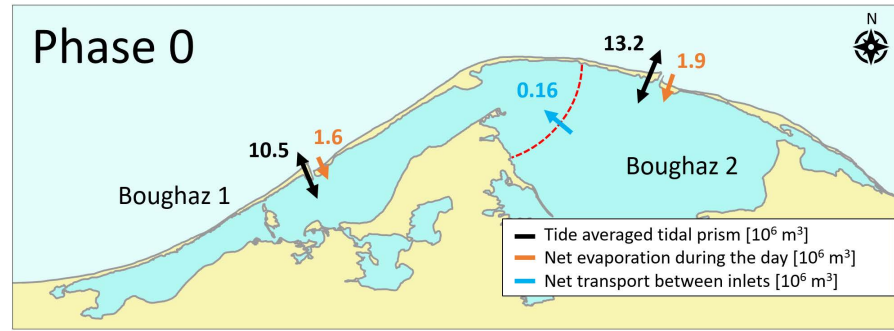 Phase 0
N
13.2
1.9
0.16
10.5
1.6
Boughaz 1
Boughaz 2
Tide averaged tidal prism [10⁶ m³]
Net evaporation during the day [10⁶ m³]
Net transport between inlets [10⁶ m³]